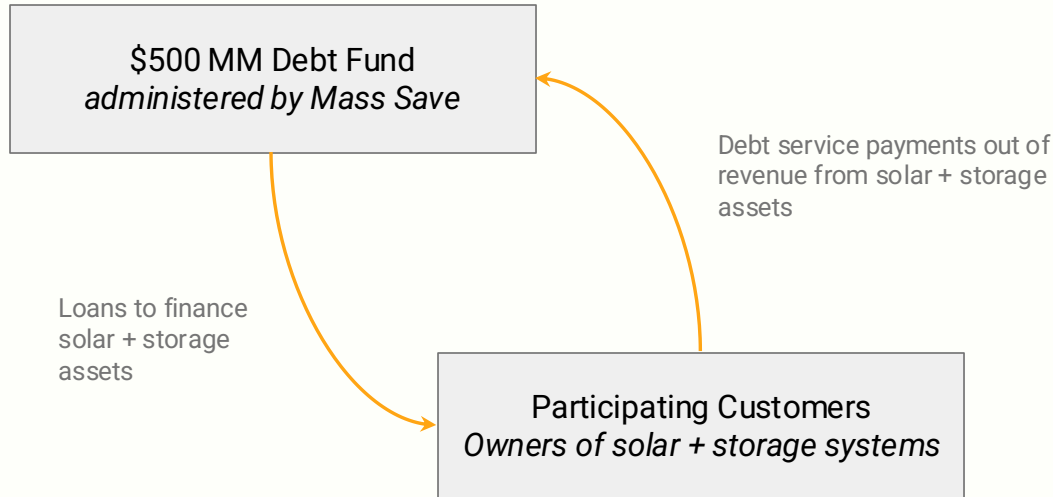 $500 MM Debt Fund
administered by Mass Save
Debt service payments out of
revenue from solar + storage
assets
Loans to finance
solar + storage
assets
Participating Customers
Owners of solar + storage systems